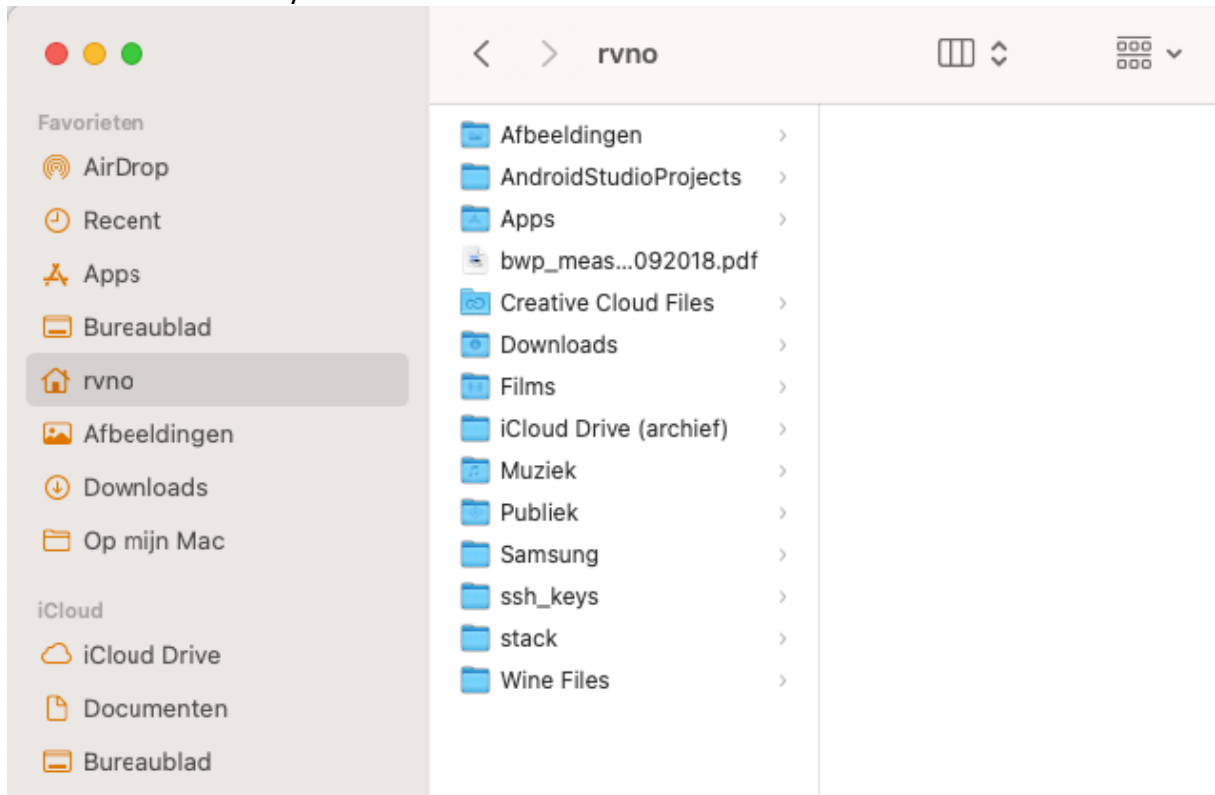 rvno
Favorieten
AirDrop
Recent
Apps
Bureaublad
rvno
Afbeeldingen
Downloads
Op mijn Mac
iCloud
iCloud Drive
Documenten
Bureaublad
Afbeeldingen
AndroidStudioProjects
Apps
bwp_meas...092018.pdf
Creative Cloud Files
Downloads
Films
iCloud Drive (archief)
Muziek
Publiek
Samsung
ssh_keys
stack
Wine Files